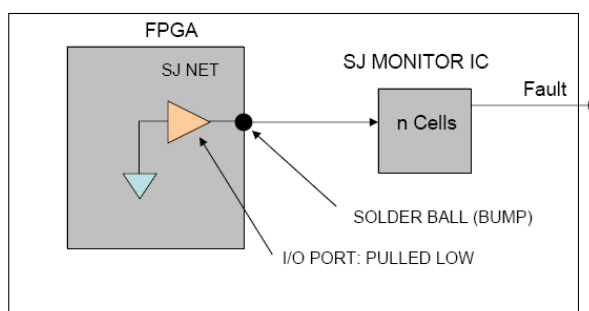 FPGA
SJ NET
SJ MONITOR IC
Fault
n Cells
SOLDER BALL (BUMP)
I/O PORT: PULLED LOW